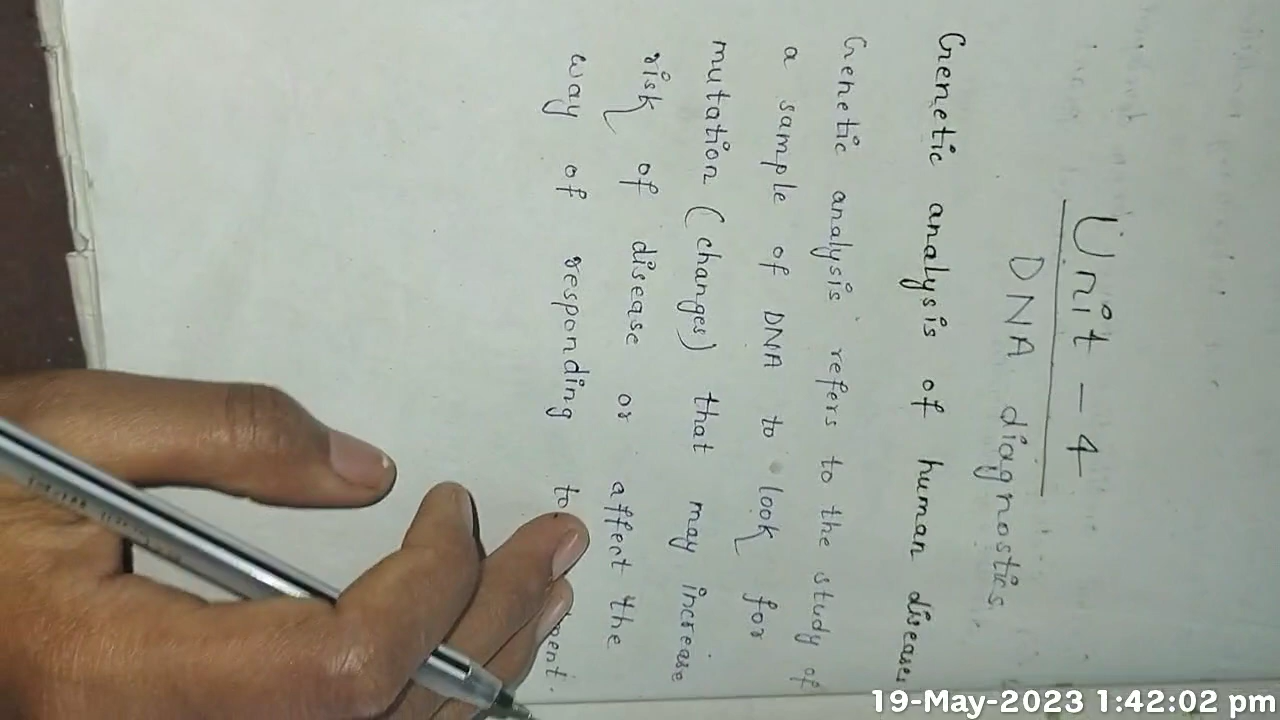 Unit - 4
DNA diagnostics.
Genetic analysis of human diseases
Genetic analysis refers to the study of
a sample of DNA to look for
mutation (changes) that may increase
risk of disease or affect the
way of responding to
19-May-2023 1:42:02 pm